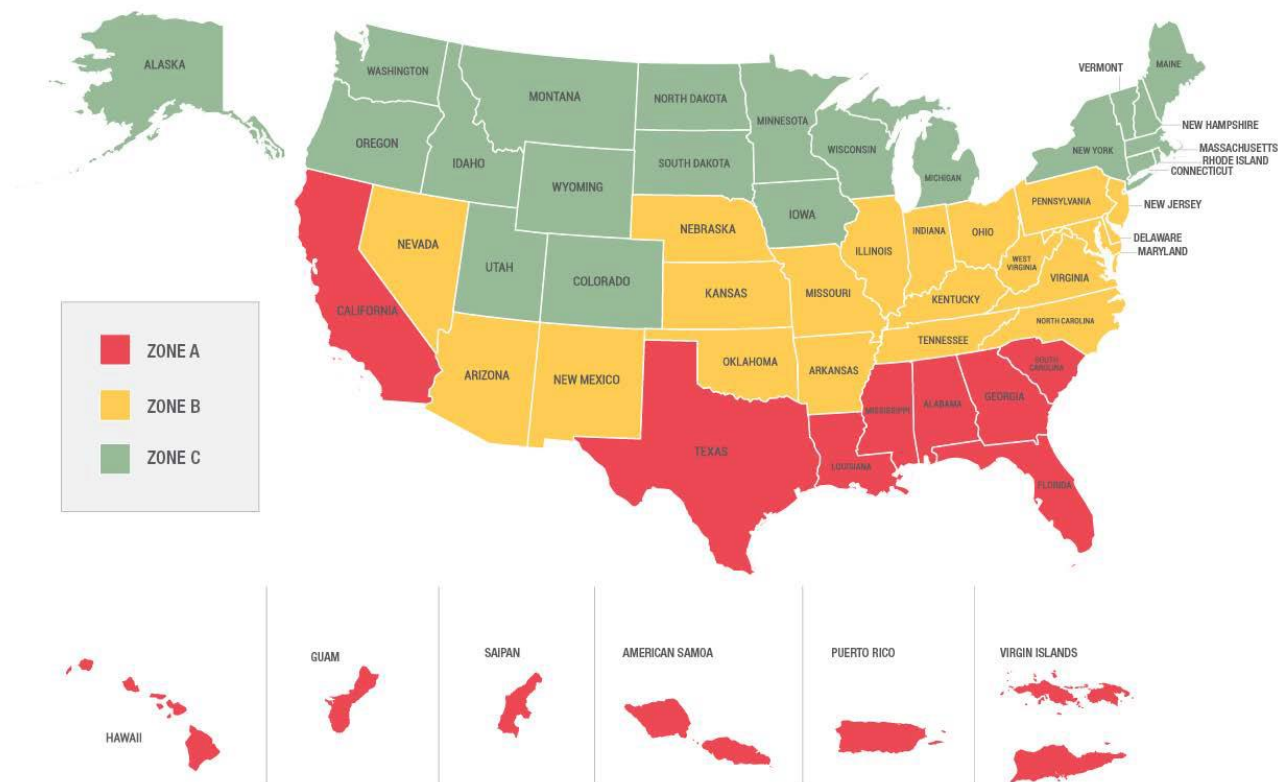 ALASKA
WASHINGTON
OREGON
IDAHO
MONTANA
WYOMING
NORTH DAKOTA
SOUTH DAKOTA
MINNESOTA
WISCONSIN
MICHIGAN
IOWA
UTAH
COLORADO
NEW YORK
VERMONT
MAINE
NEW HAMPSHIRE
MASSACHUSETTS
RHODE ISLAND
CONNECTICUT
NEW JERSEY
DELAWARE
MARYLAND
PENNSYLVANIA
NEVADA
NEBRASKA
ILLINOIS
INDIANA
OHIO
WEST
VIRGINIA
VIRGINIA
KANSAS
MISSOURI
KENTUCKY
NORTH CAROLINA
TENNESSEE
ARIZONA
NEW MEXICO
OKLAHOMA
ARKANSAS
CALIFORNIA
TEXAS
LOUISIANA
MISSISSIPPI
ALABAMA
GEORGIA
SOUTH
CAROLINA
FLORIDA
ZONE A
ZONE B
ZONE C
HAWAII
GUAM
SAIPAN
AMERICAN SAMOA
PUERTO RICO
VIRGIN ISLANDS